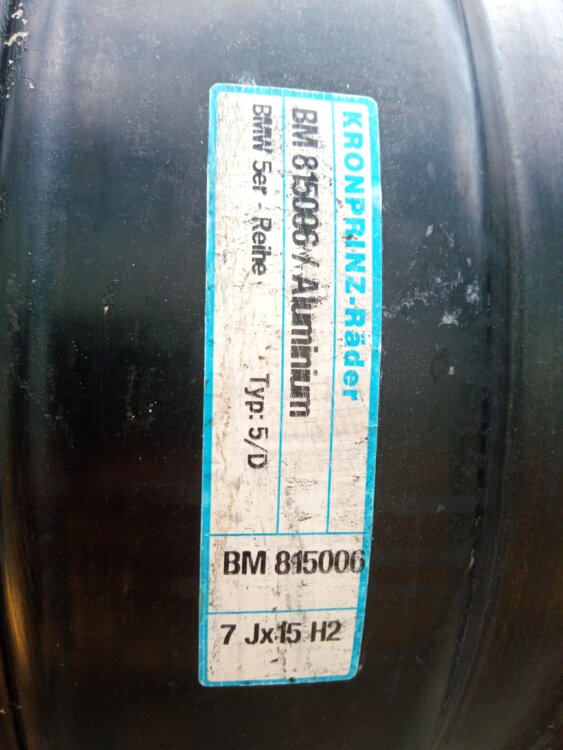 KRONPRINZ-Räder
BM 815006 / Aluminium
BMW 5er - Reihe Typ: 5/D
BM 815006
7 Jx15 H2